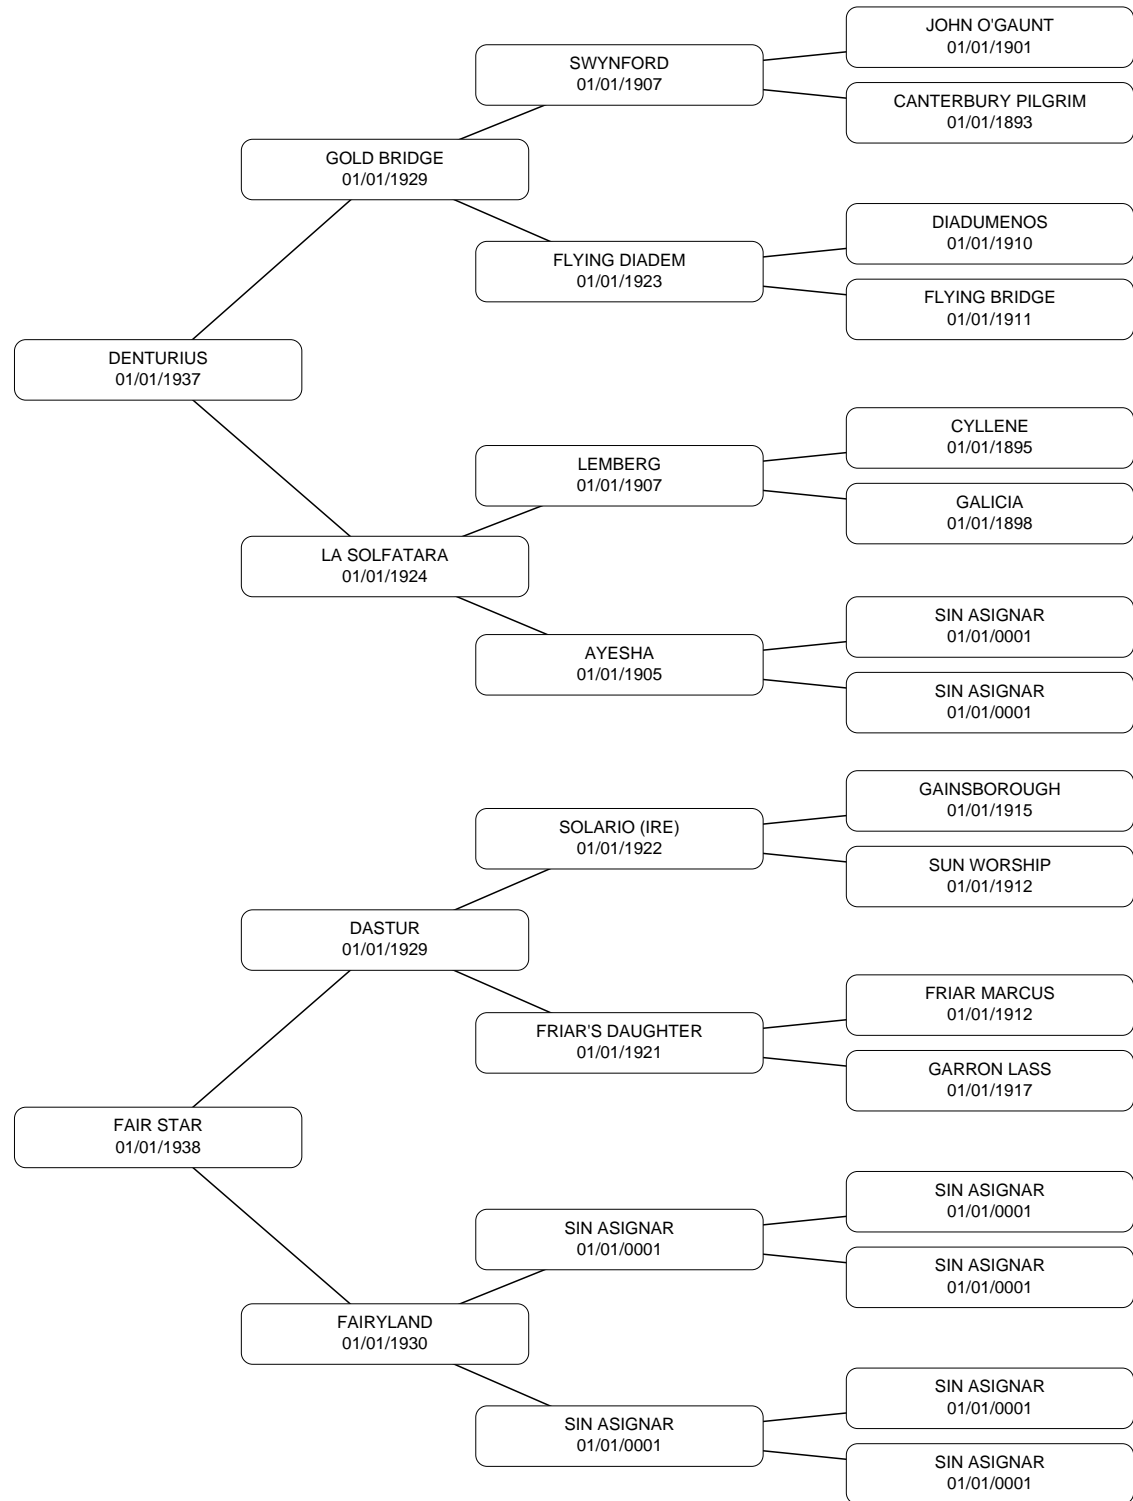 JOHN O'GAUNT
01/01/1901
SWYNFORD
01/01/1907
CANTERBURY PILGRIM
01/01/1893
GOLD BRIDGE
01/01/1929
DIADUMENOS
01/01/1910
FLYING DIADEM
01/01/1923
FLYING BRIDGE
01/01/1911
DENTURIUS
01/01/1937
CYLLENE
01/01/1895
LEMBERG
01/01/1907
GALICIA
01/01/1898
LA SOLFATARA
01/01/1924
SIN ASIGNAR
01/01/0001
AYESHA
01/01/1905
SIN ASIGNAR
01/01/0001
GAINSBOROUGH
01/01/1915
SOLARIO (IRE)
01/01/1922
SUN WORSHIP
01/01/1912
DASTUR
01/01/1929
FRIAR MARCUS
01/01/1912
FRIAR'S DAUGHTER
01/01/1921
GARRON LASS
01/01/1917
FAIR STAR
01/01/1938
SIN ASIGNAR
01/01/0001
SIN ASIGNAR
01/01/0001
SIN ASIGNAR
01/01/0001
FAIRYLAND
01/01/1930
SIN ASIGNAR
01/01/0001
SIN ASIGNAR
01/01/0001
SIN ASIGNAR
01/01/0001